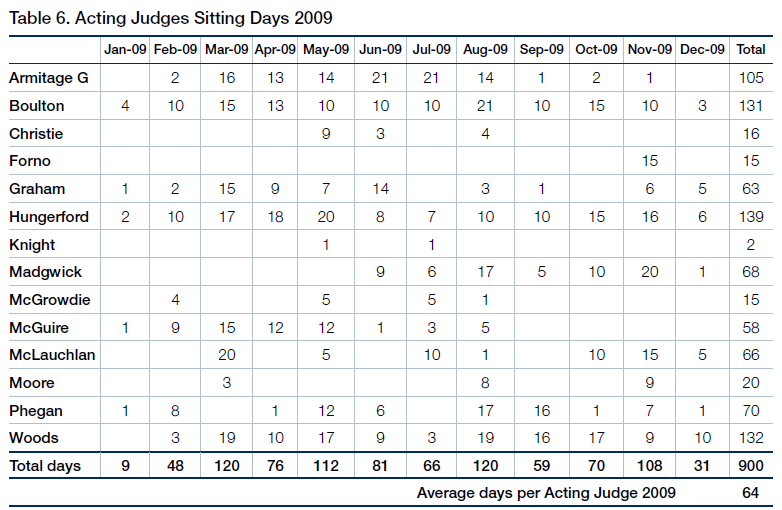 Table 6. Acting Judges Sitting Days 2009
Jan-09 Feb-09 Mar-09 Apr-09 May-09 Jun-09 Jul-09 Aug-09 Sep-09 Oct-09 Nov-09 Dec-09 Total
Armitage G 2 16 13 14 21 21 14 1 2 1 105
Boulton 4 10 15 13 10 10 10 21 10 15 10 3 131
Christie 9 3 4 16
Forno 15 15
Graham 1 2 15 9 7 14 3 1 6 5 63
Hungerford 2 10 17 18 20 8 7 10 10 15 16 6 139
Knight 1 1 2
Madgwick 9 6 17 5 10 20 1 68
McGrowdie 4 5 5 1 15
McGuire 1 9 15 12 12 1 3 5 58
McLauchlan 20 5 10 1 10 15 5 66
Moore 3 8 9 20
Phegan 1 8 1 12 6 17 16 1 7 1 70
Woods 3 19 10 17 9 3 19 16 17 9 10 132
Total days 9 48 120 76 112 81 66 120 59 70 108 31 900
Average days per Acting Judge 2009 64